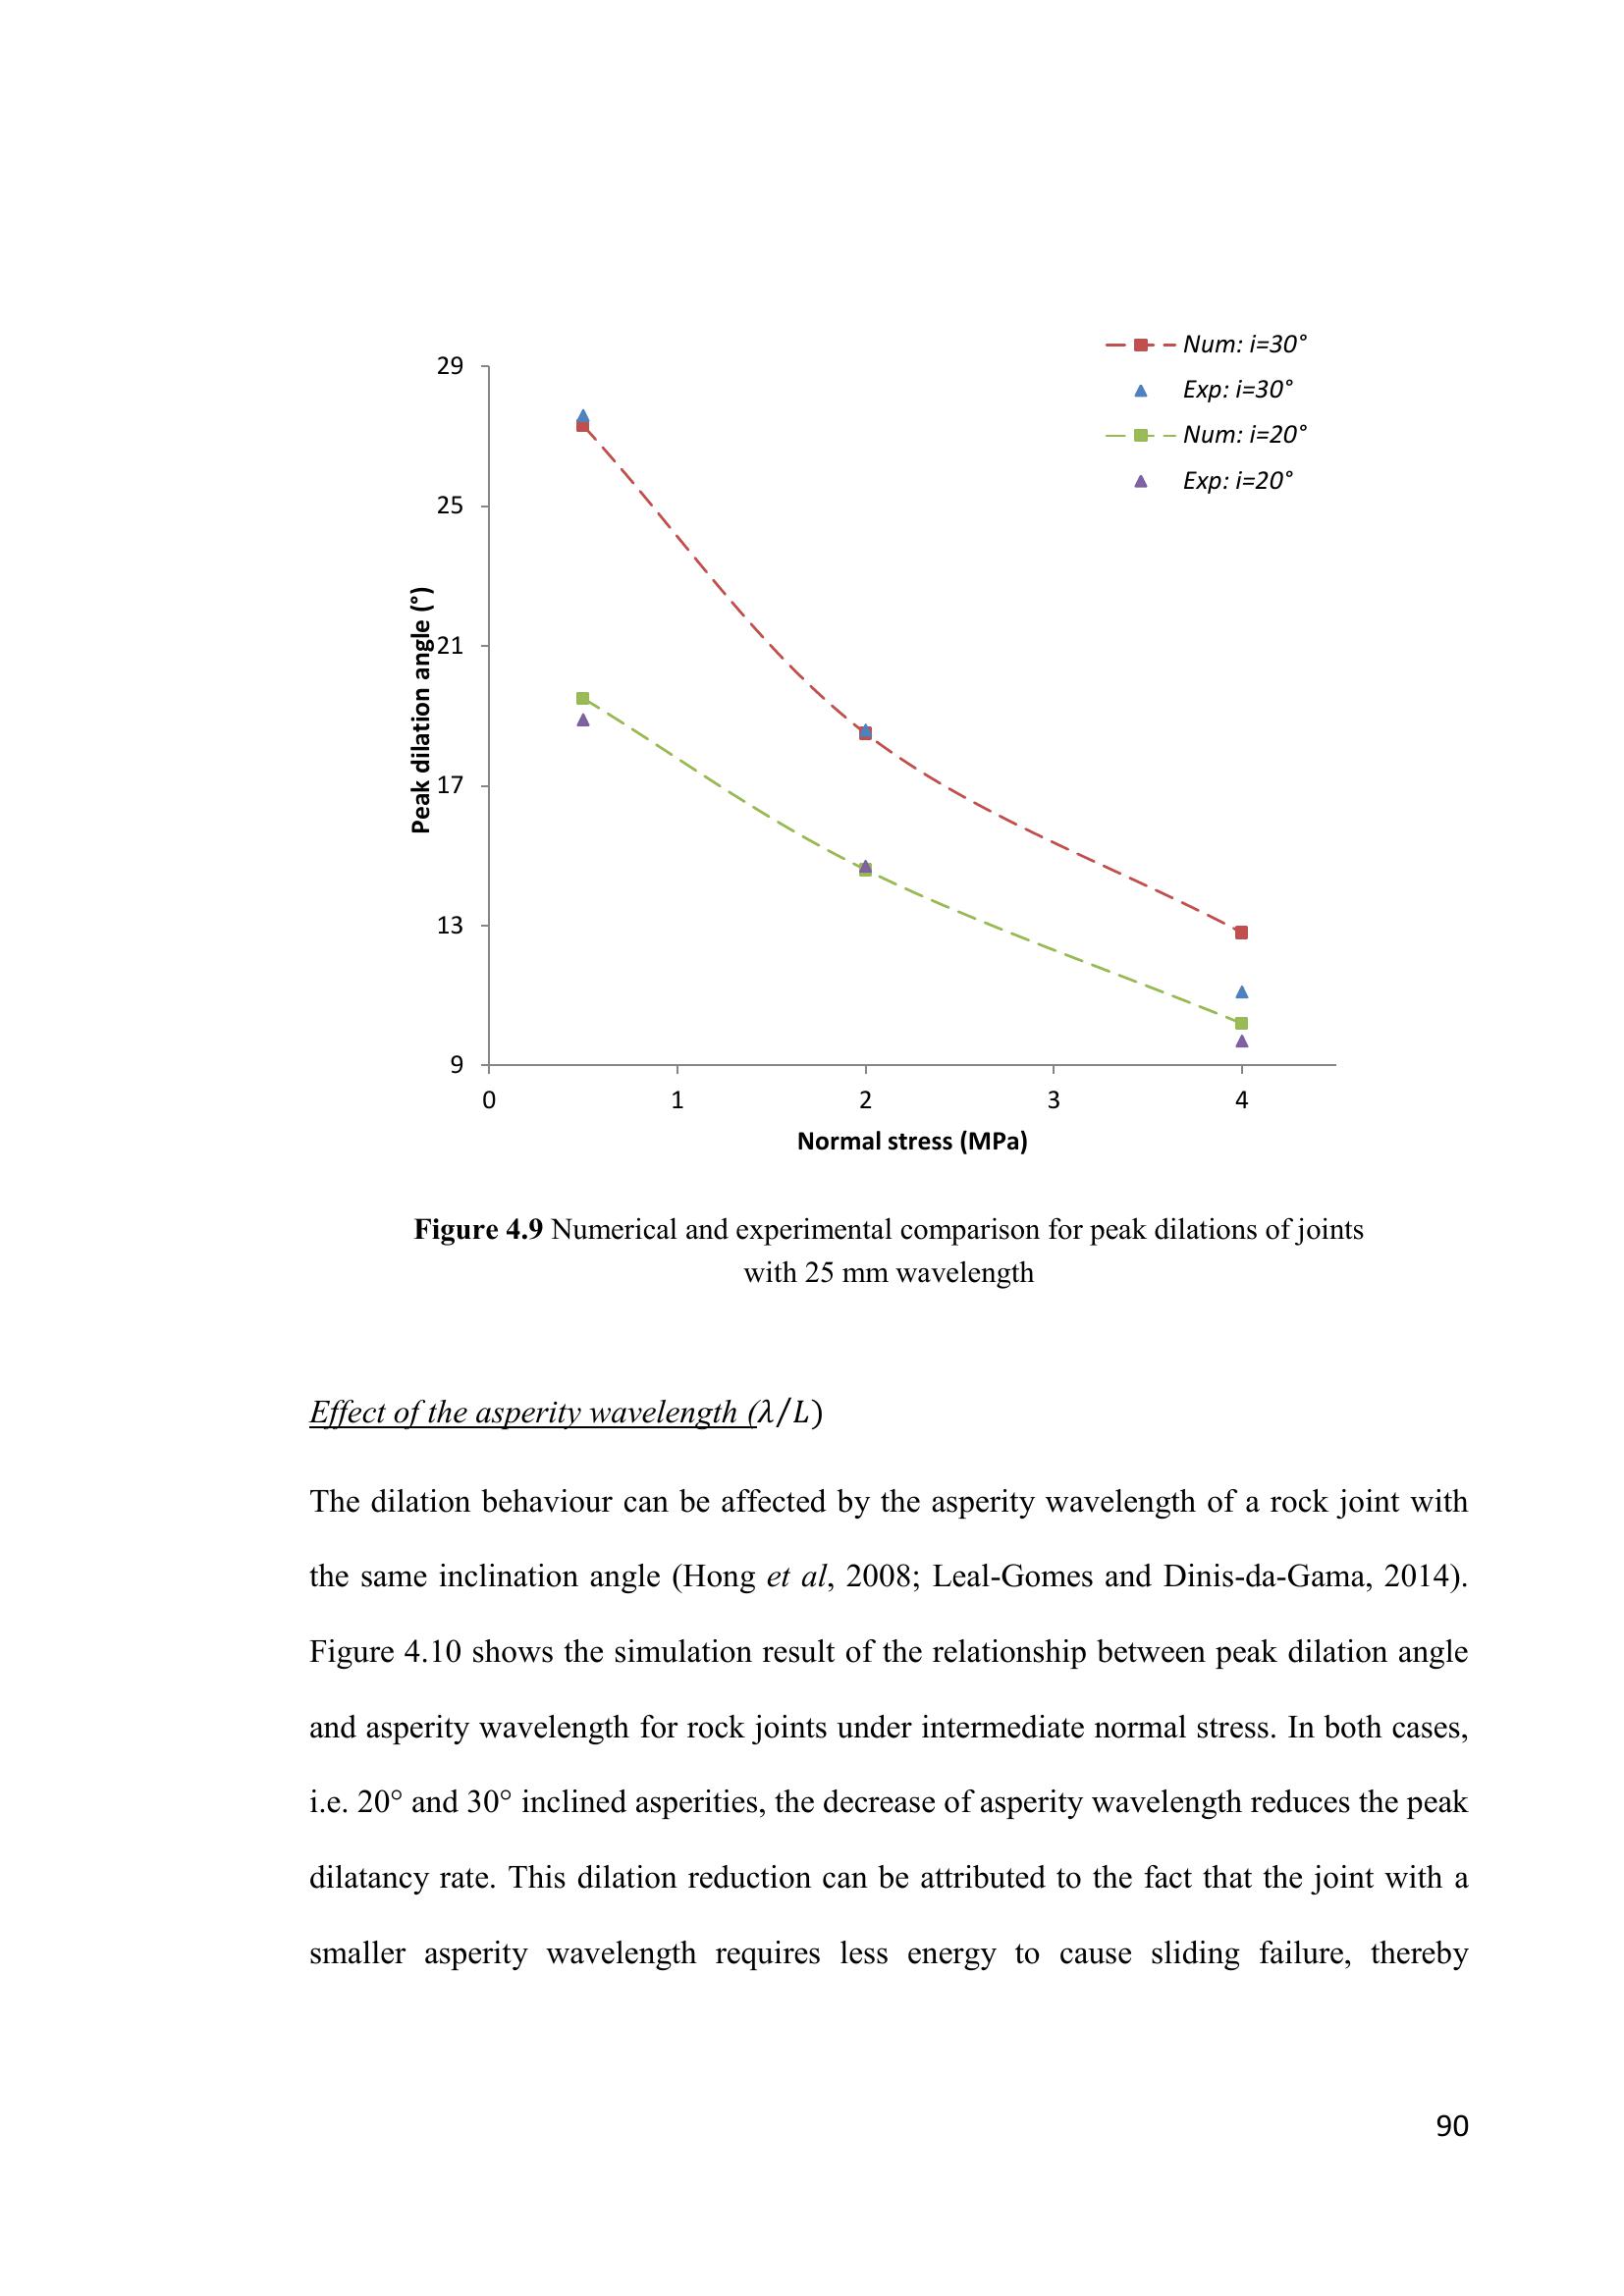 Num: i=30°
Exp: i=30°
Num: i=20°
Exp: i=20°
29
25
21
17
13
9
Peak dilation angle (°)
0 1 2 3 4
Normal stress (MPa)
Figure 4.9 Numerical and experimental comparison for peak dilations of joints
with 25 mm wavelength
Effect of the asperity wavelength (λ/L)
The dilation behaviour can be affected by the asperity wavelength of a rock joint with
the same inclination angle (Hong et al, 2008; Leal-Gomes and Dinis-da-Gama, 2014).
Figure 4.10 shows the simulation result of the relationship between peak dilation angle
and asperity wavelength for rock joints under intermediate normal stress. In both cases,
i.e. 20° and 30° inclined asperities, the decrease of asperity wavelength reduces the peak
dilatancy rate. This dilation reduction can be attributed to the fact that the joint with a
smaller asperity wavelength requires less energy to cause sliding failure, thereby
90